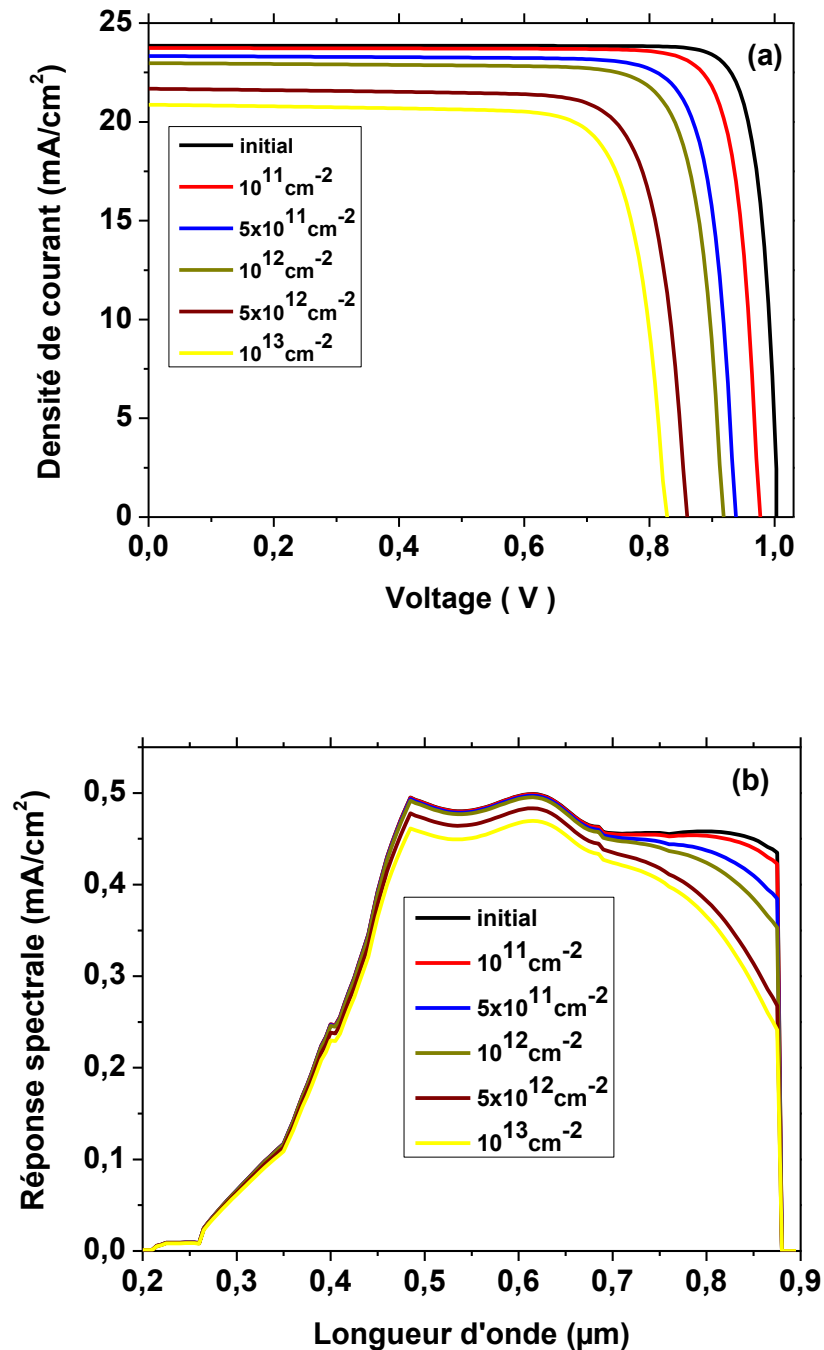 25
(a)
20
15
10
5
0
Densité de courant (mA/cm²)
initial
10¹¹cm⁻²
5x10¹¹cm⁻²
10¹²cm⁻²
5x10¹²cm⁻²
10¹³cm⁻²
0,0 0,2 0,4 0,6 0,8 1,0
Voltage ( V )
(b)
0,5
0,4
0,3
0,2
0,1
0,0
Réponse spectrale (mA/cm²)
initial
10¹¹cm⁻²
5x10¹¹cm⁻²
10¹²cm⁻²
5x10¹²cm⁻²
10¹³cm⁻²
0,2 0,3 0,4 0,5 0,6 0,7 0,8 0,9
Longueur d'onde (µm)